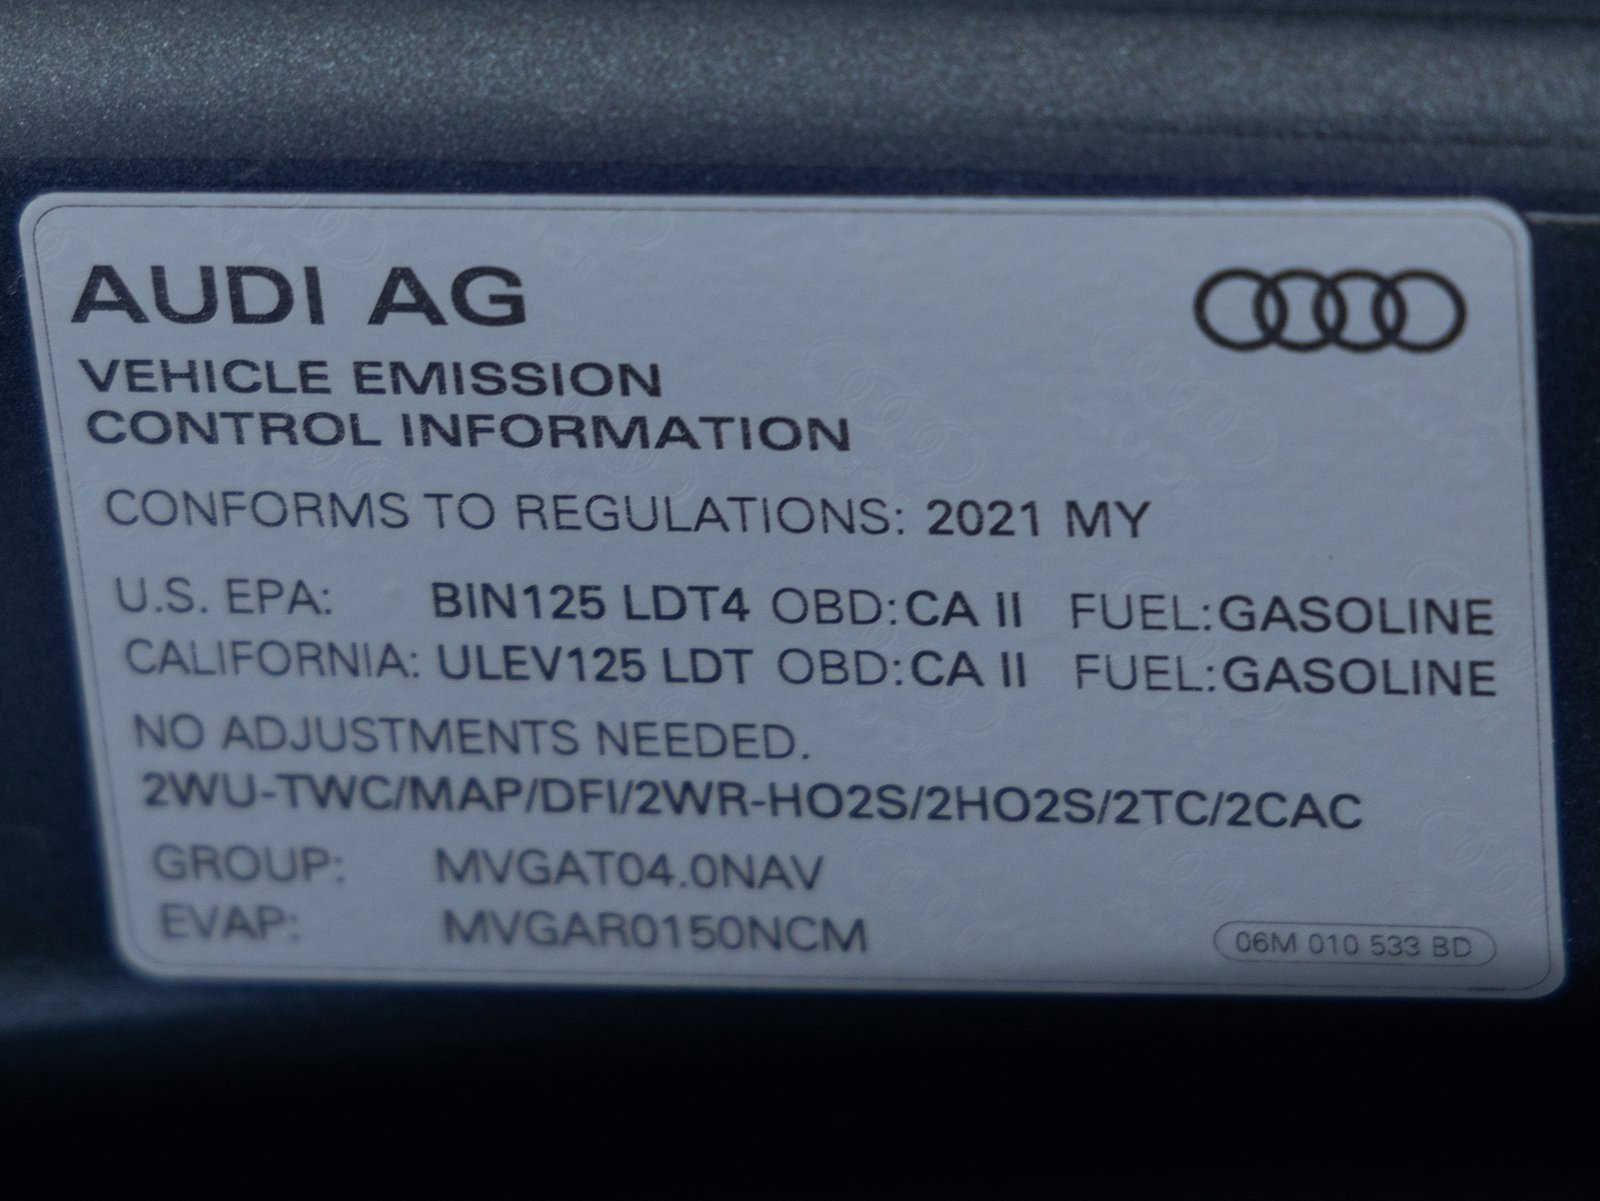 AUDI AG
VEHICLE EMISSION
CONTROL INFORMATION
CONFORMS TO REGULATIONS: 2021 MY
U.S. EPA: BIN125 LDT4 OBD:CA II FUEL:GASOLINE
CALIFORNIA: ULEV125 LDT OBD:CA II FUEL:GASOLINE
NO ADJUSTMENTS NEEDED.
2WU-TWC/MAP/DFI/2WR-HO2S/2HO2S/2TC/2CAC
GROUP: MVGAT04.0NAV
EVAP: MVGAR0150NCM
06M 010 533 BD